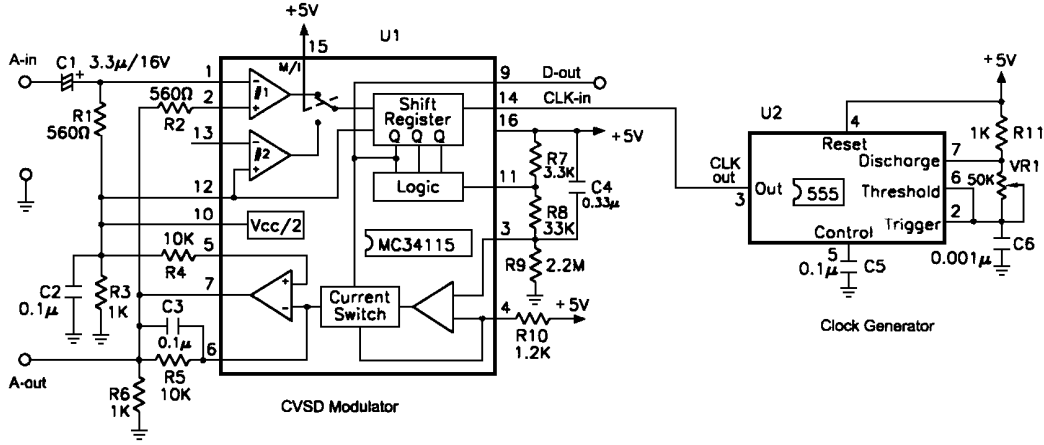 +5V
U1
A-in
C1
+
3.3μ/16V
15
M/I
1
560Ω
2
R2
R1
560Ω
13
#1
#2
−
+
−
+
Shift
Register
Q Q Q
Logic
9
D-out
14
CLK-in
16
+5V
R7
3.3K
11
C4
0.33μ
R8
33K
12
10
Vcc/2
10K
5
R4
MC34115
3
R9
2.2M
7
C2
0.1μ
R3
1K
C3
0.1μ
+
−
Current
Switch
4
+5V
R10
1.2K
6
A-out
R5
10K
R6
1K
CVSD Modulator
+5V
U2
4
Reset
1K
R11
Discharge
7
VR1
CLK
out
3
Out
555
Threshold
6
50K
Trigger
2
Control
5
0.1μ
C5
C6
0.001μ
Clock Generator